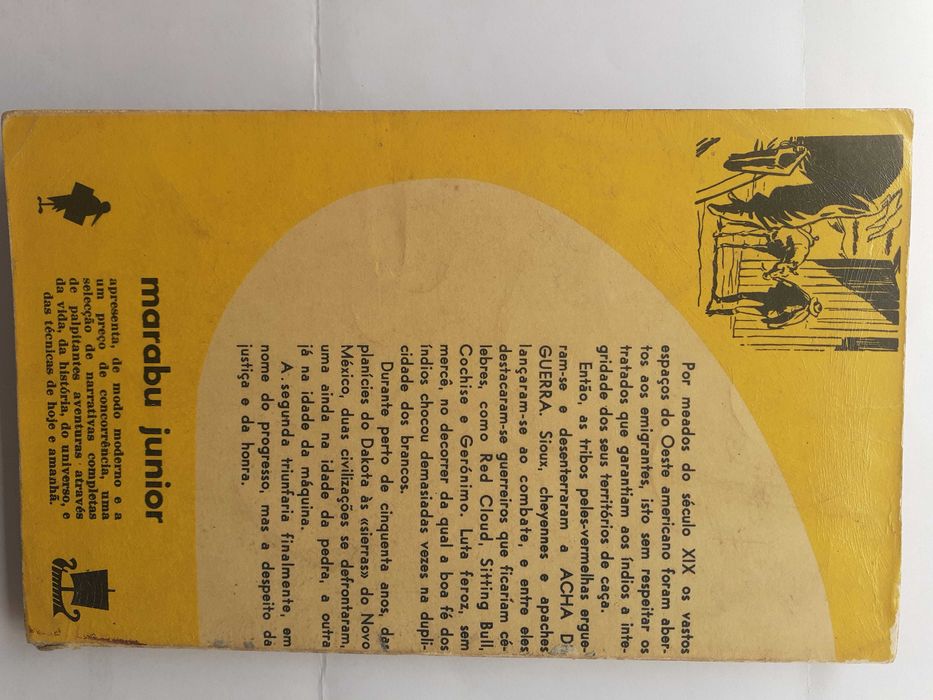 Por meados do século XIX os vastos
espaços do Oeste americano foram aber-
tos aos emigrantes, isto sem respeitar os
tratados que garantiam aos índios a inte-
gridade dos seus territórios de caça.
Então, as tribos peles-vermelhas ergue-
ram-se e desenterraram a ACHA DE
GUERRA. Sioux, cheyennes e apaches
lançaram-se ao combate, e entre eles
destacaram-se guerreiros que ficaríam cé-
lebres, como Red Cloud, Sitting Bull,
Cochise e Gerónimo. Luta feroz, sem
mercê, no decorrer da qual a boa fé dos
índios chocou demasiadas vezes na dupli-
cidade dos brancos.
Durante perto de cinquenta anos, das
planícies do Dakota às «sierras» do Novo
México, duas civilizações se defrontaram,
uma ainda na idade da pedra, a outra
já na idade da máquina.
A segunda triunfaria finalmente, em
nome do progresso, mas a despeito da
justiça e da honra.
marabu junior
apresenta, de modo moderno e a
um preço de concorrência, uma
selecção de narrativas completas
de palpitantes aventuras através
da vida, da história, do universo, e
das técnicas de hoje e amanhã.